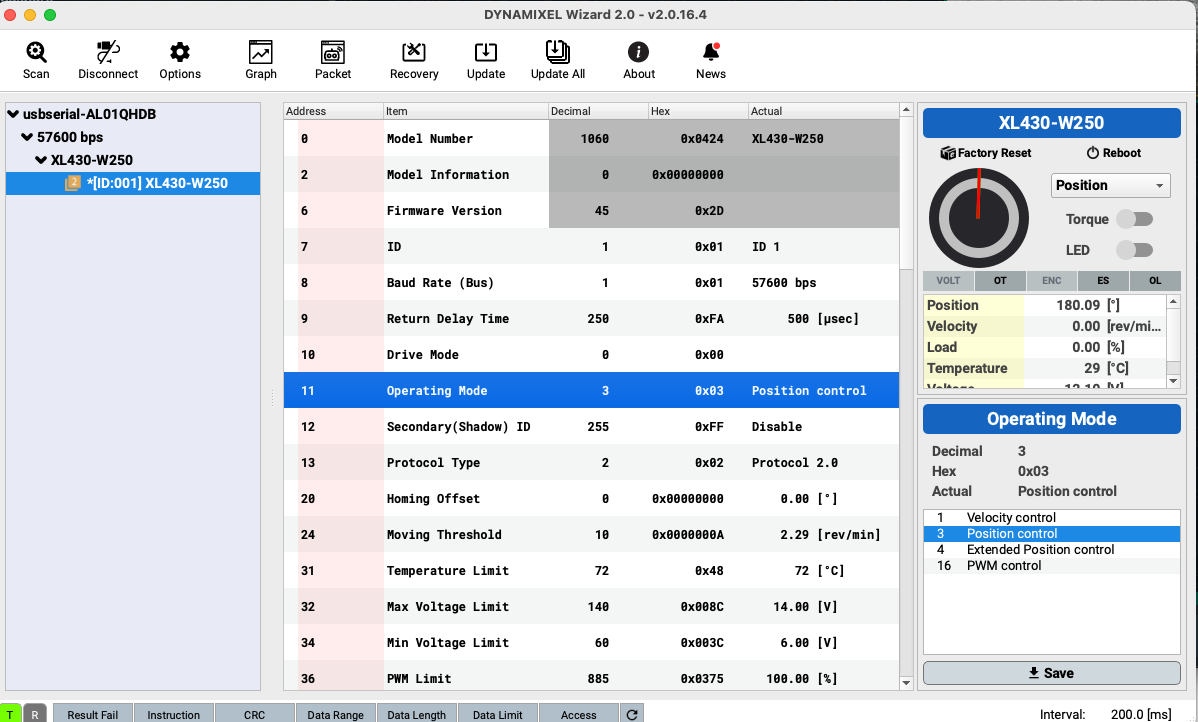 DYNAMIXEL Wizard 2.0 - v2.0.16.4
Scan Disconnect Options Graph Packet Recovery Update Update All About News
usbserial-AL01QHDB
57600 bps
XL430-W250
2 *[ID:001] XL430-W250
Address Item Decimal Hex Actual
0 Model Number 1060 0x0424 XL430-W250
2 Model Information 0 0x00000000
6 Firmware Version 45 0x2D
7 ID 1 0x01 ID 1
8 Baud Rate (Bus) 1 0x01 57600 bps
9 Return Delay Time 250 0xFA 500 [µsec]
10 Drive Mode 0 0x00
11 Operating Mode 3 0x03 Position control
12 Secondary(Shadow) ID 255 0xFF Disable
13 Protocol Type 2 0x02 Protocol 2.0
20 Homing Offset 0 0x00000000 0.00 [°]
24 Moving Threshold 10 0x0000000A 2.29 [rev/min]
31 Temperature Limit 72 0x48 72 [°C]
32 Max Voltage Limit 140 0x008C 14.00 [V]
34 Min Voltage Limit 60 0x003C 6.00 [V]
36 PWM Limit 885 0x0375 100.00 [%]
XL430-W250
Factory Reset Reboot
Position
Torque
LED
VOLT OT ENC ES OL
Position 180.09 [°]
Velocity 0.00 [rev/mi...
Load 0.00 [%]
Temperature 29 [°C]
Voltage 12.10 [V]
Operating Mode
Decimal 3
Hex 0x03
Actual Position control
1 Velocity control
3 Position control
4 Extended Position control
16 PWM control
Save
T R Result Fail Instruction CRC Data Range Data Length Data Limit Access Interval: 200.0 [ms]